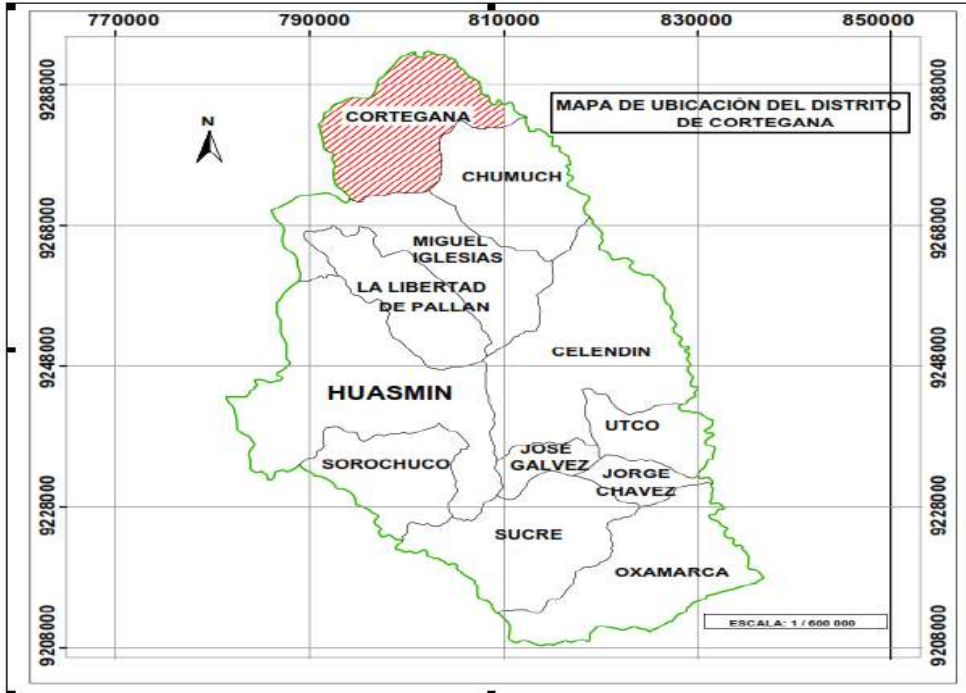 770000 790000 810000 830000 850000
9288000
9288000
MAPA DE UBICACIÓN DEL DISTRITO
DE CORTEGANA
CORTEGANA
N
CHUMUCH
9268000
9268000
MIGUEL
IGLESIAS
LA LIBERTAD
DE PALLAN
CELENDIN
9248000
9248000
HUASMIN
UTCO
JOSÉ
GALVEZ
SOROCHUCO
JORGE
CHAVEZ
9228000
9228000
SUCRE
OXAMARCA
ESCALA: 1 / 600 000
9208000
9208000